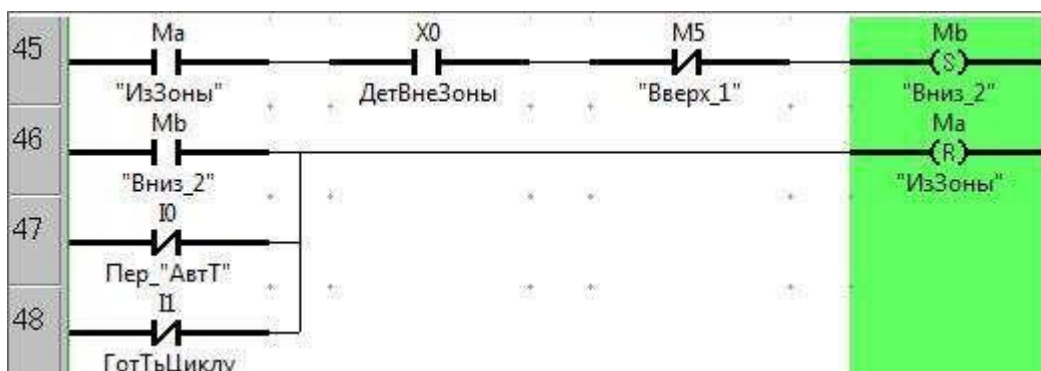 45 Ma X0 M5 Mb
(S)
"ИзЗоны" ДетВнеЗоны "Вверх_1" "Вниз_2"
46 Mb Ma
(R)
"Вниз_2" "ИзЗоны"
47 I0
Пер_"АвтТ"
48 I1
ГотТьЦиклу